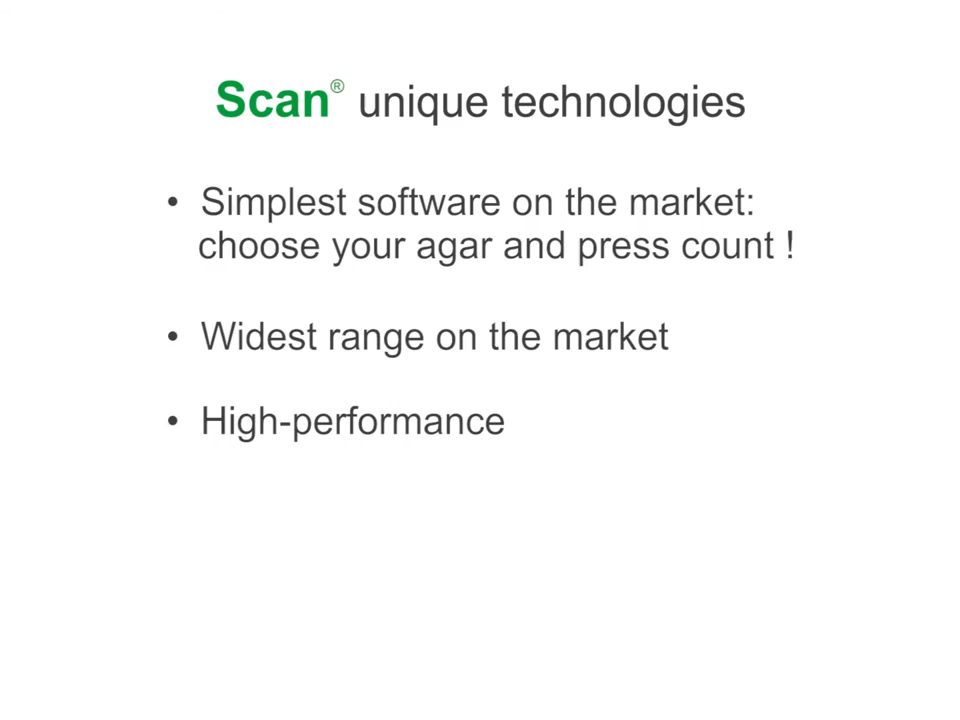 Scan® unique technologies
• Simplest software on the market:
choose your agar and press count !
• Widest range on the market
• High-performance